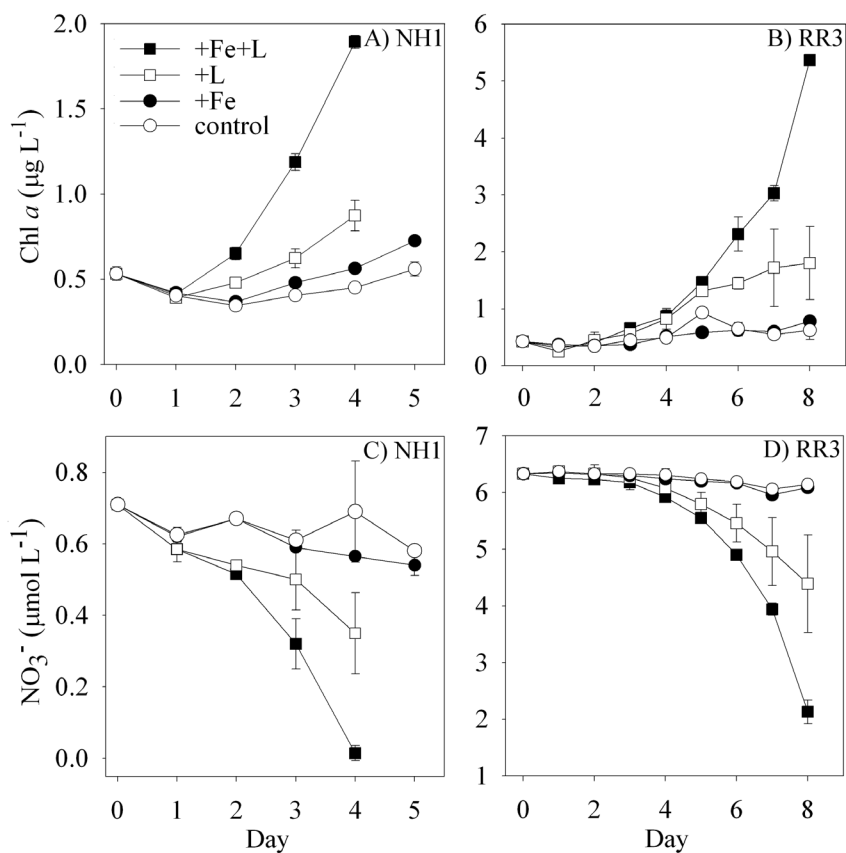 A) NH1
+Fe+L
+L
+Fe
control
Chl a (µg L⁻¹)
2.0
1.5
1.0
0.5
0.0
0 1 2 3 4 5
B) RR3
6
5
4
3
2
1
0
0 2 4 6 8
C) NH1
NO₃⁻ (µmol L⁻¹)
0.8
0.6
0.4
0.2
0.0
0 1 2 3 4 5
Day
D) RR3
7
6
5
4
3
2
1
0 2 4 6 8
Day